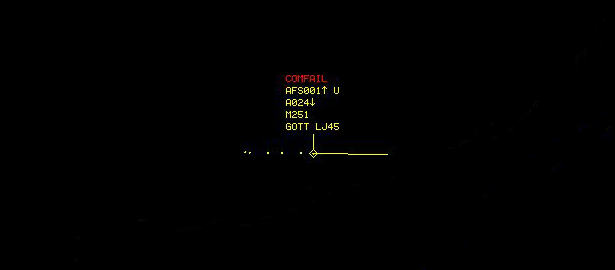 COMFAIL
AFS001↑ U
A024↓
M251
GOTT LJ45